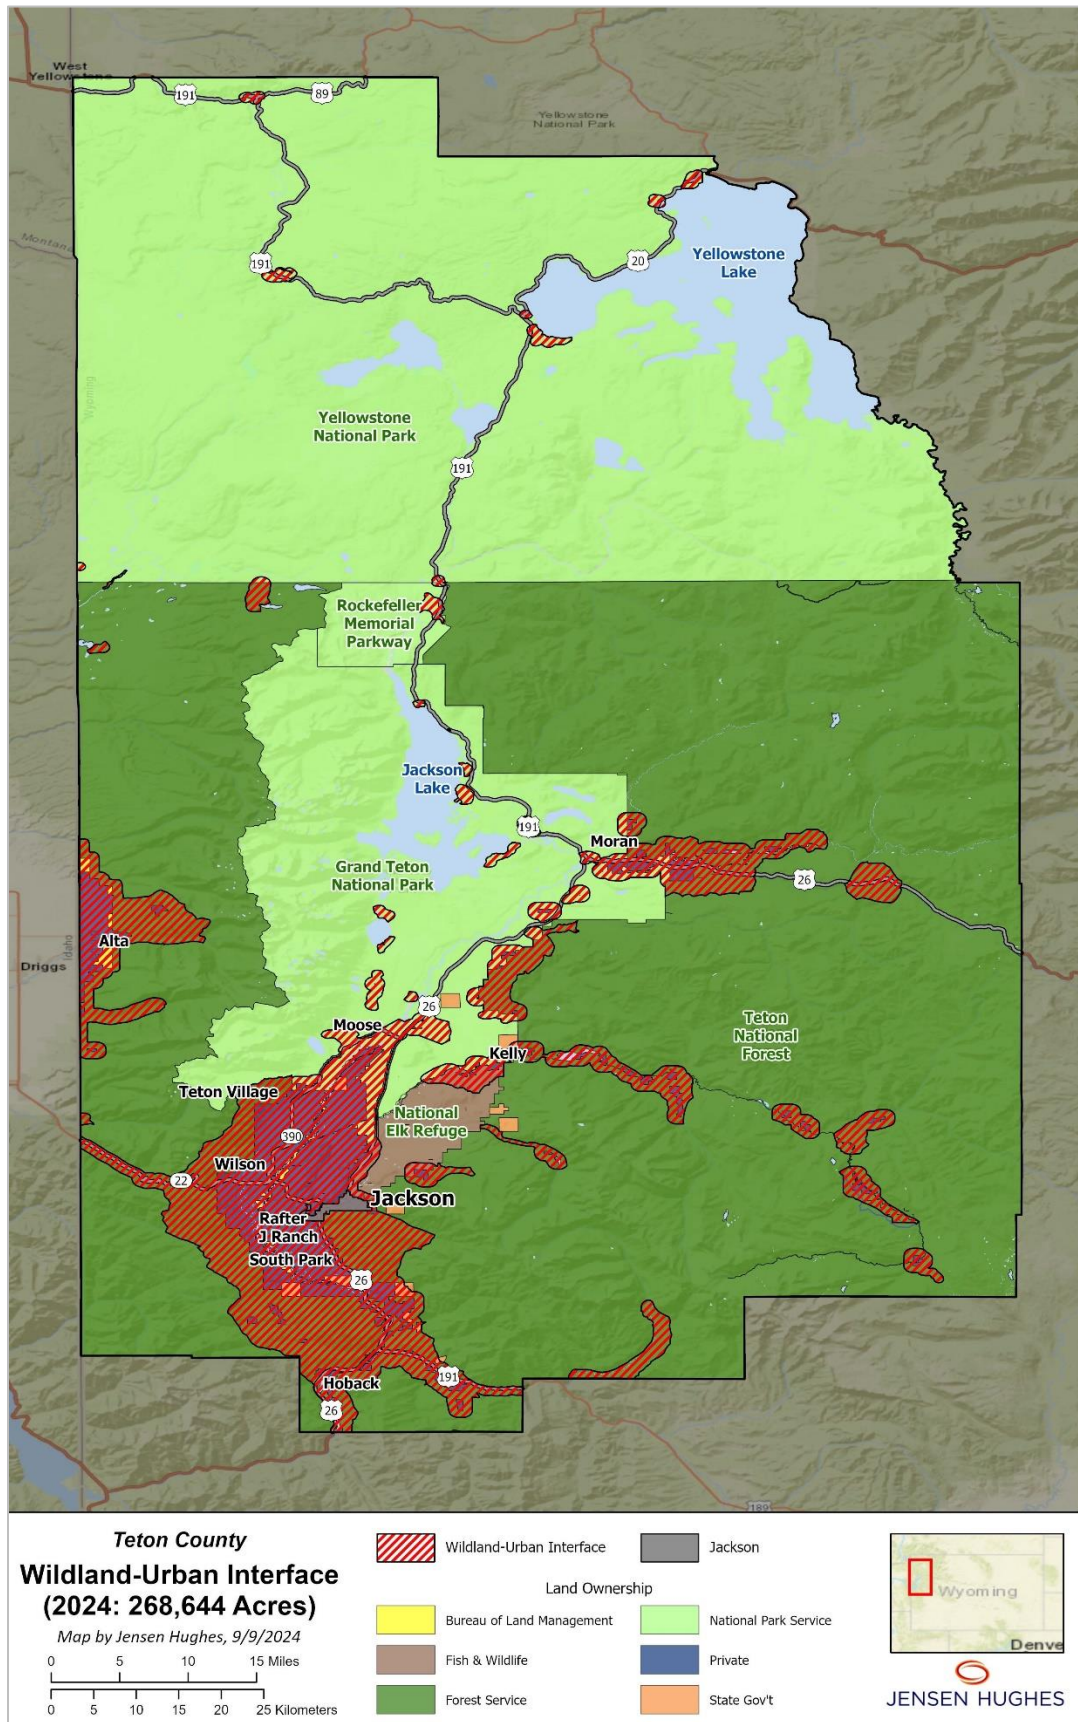 West
Yellowstone
191
89
Yellowstone
National Park
Montana
191
20
Yellowstone
Lake
Wyoming
Yellowstone
National Park
191
Rockefeller
Memorial
Parkway
Jackson
Lake
191
Moran
Grand Teton
National Park
26
Alta
Idaho
Driggs
26
Moose
Teton
National
Forest
Kelly
Teton Village
National
Elk Refuge
390
Wilson
22
Jackson
Rafter
J Ranch
South Park
26
Hoback
191
26
189
Teton County
Wildland-Urban Interface
(2024: 268,644 Acres)
Map by Jensen Hughes, 9/9/2024
0 5 10 15 Miles
0 5 10 15 20 25 Kilometers
Wildland-Urban Interface
Jackson
Land Ownership
Bureau of Land Management
National Park Service
Fish & Wildlife
Private
Forest Service
State Gov't
Wyoming
Denve
JENSEN HUGHES